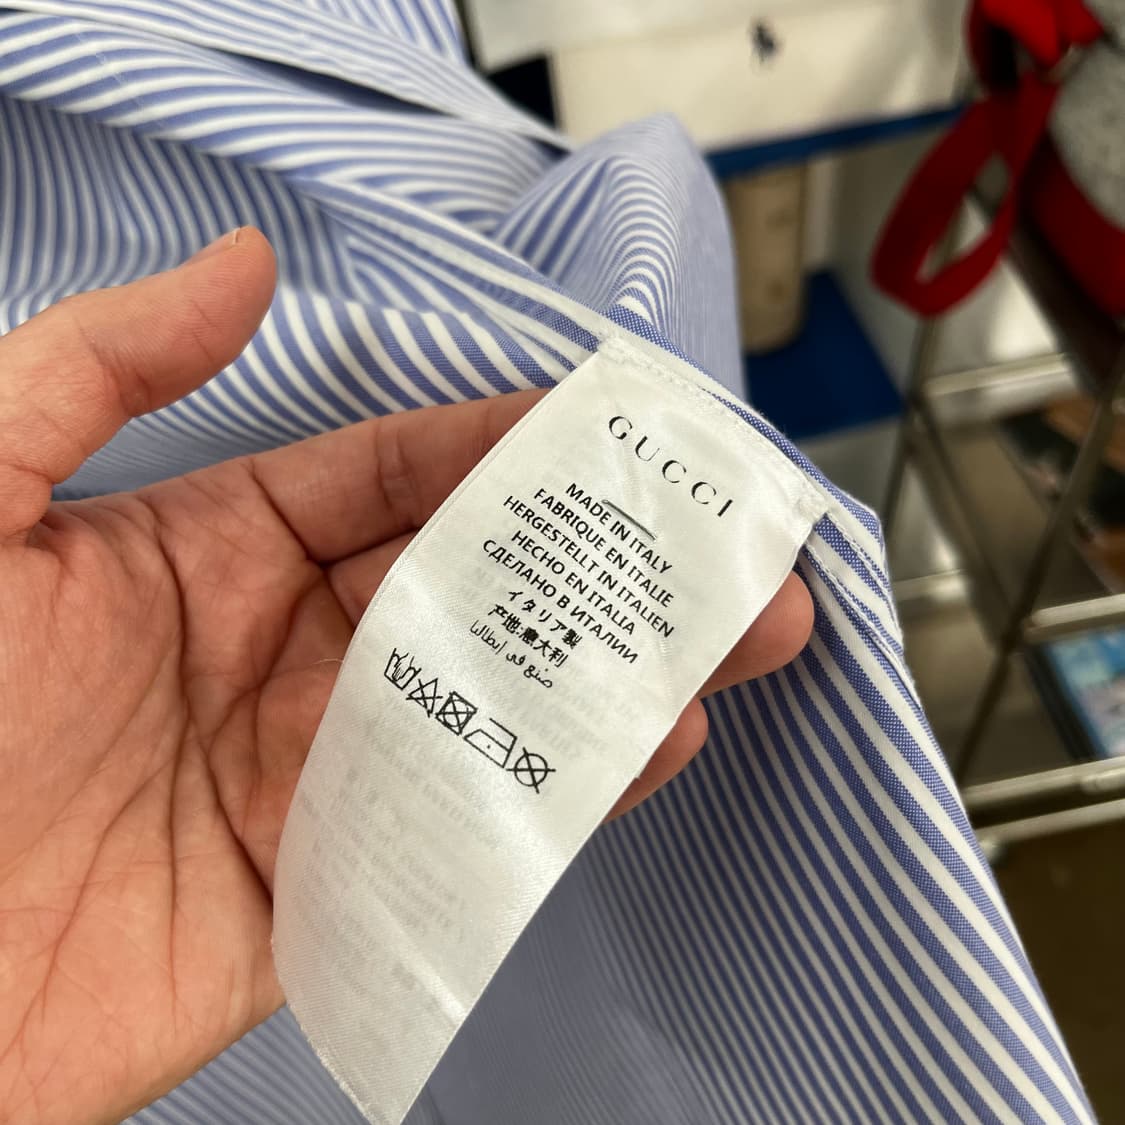 GUCCI
MADE IN ITALY
FABRIQUE EN ITALIE
HERGESTELLT IN ITALIEN
HECHO EN ITALIA
СДЕЛАНО В ИТАЛИИ
イタリア製
产地:意大利
صنع في إيطاليا